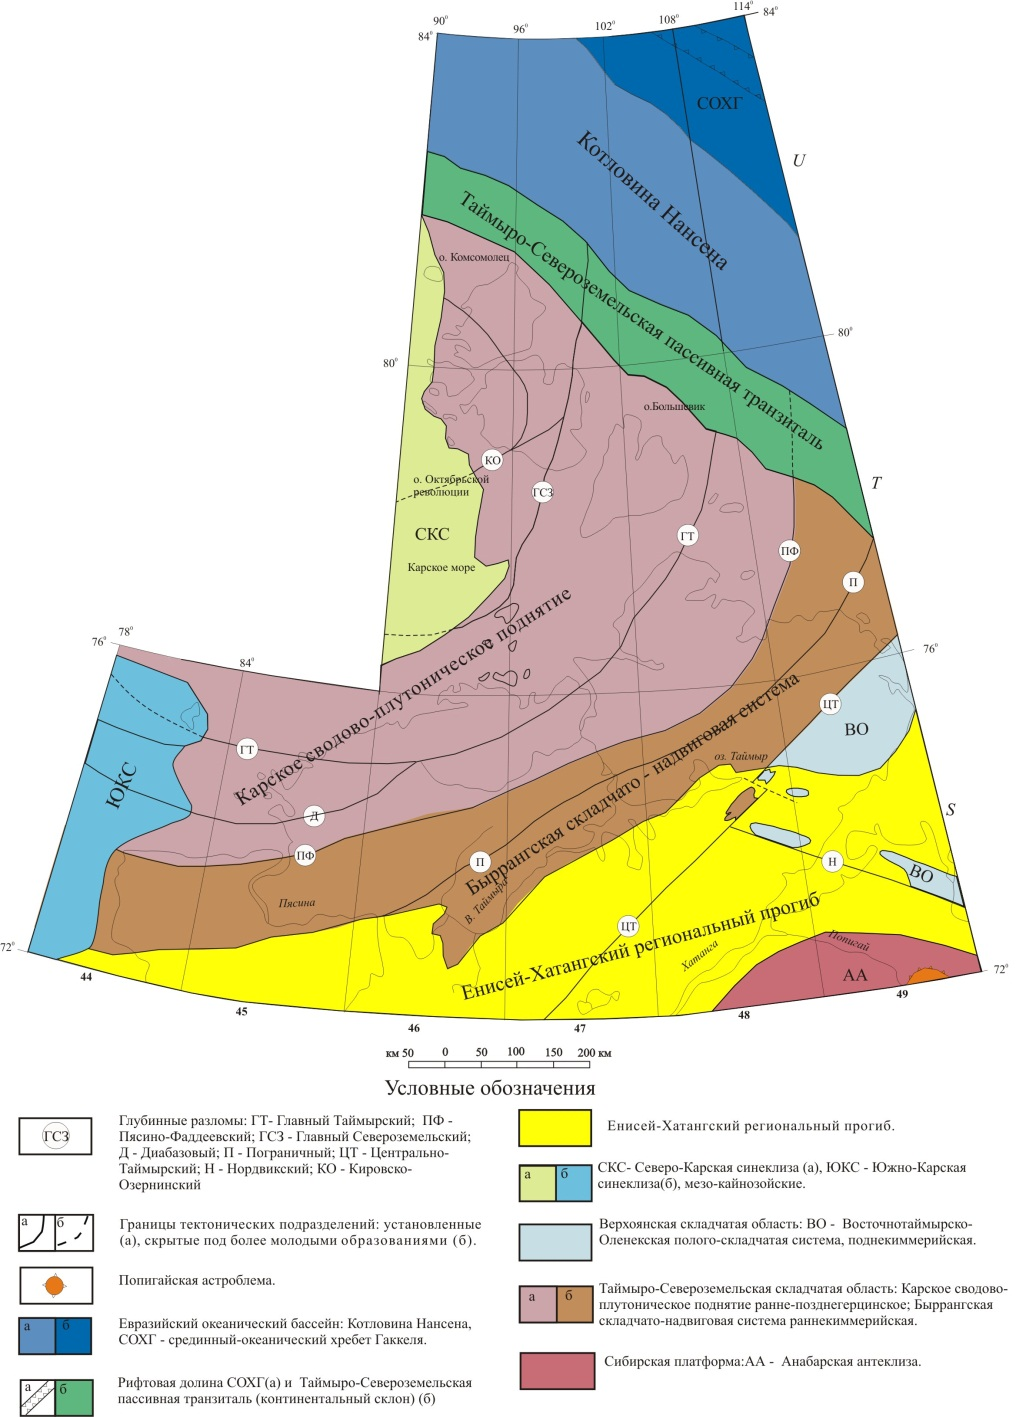 90°
96°
102°
108°
114°
84°
84°
СОХГ
Котловина Нансена
U
Таймыро-Североземельская пассивная транзиталь
о. Комсомолец
80°
80°
о.Большевик
КО
о. Октябрьской
революции
ГСЗ
T
СКС
ГТ
ПФ
Карское море
П
76°
78°
84°
76°
Карское сводово-плутоническое поднятие
ЦТ
ВО
ГТ
оз. Таймыр
ЮКС
Д
S
ПФ
П
Быррангская складчато - надвиговая система
Н
ВО
Пясина
В. Таймыра
ЦТ
Енисей-Хатангский региональный прогиб
72°
Хатанга
Попигай
АА
72°
44
45
46
47
48
49
км 50 0 50 100 150 200 км
Условные обозначения
ГСЗ
Глубинные разломы: ГТ- Главный Таймырский; ПФ -
Пясино-Фаддеевский; ГСЗ - Главный Североземельский;
Д - Диабазовый; П - Пограничный; ЦТ - Центрально-
Таймырский; Н - Нордвикский; КО - Кировско-
Озернинский
а б
Границы тектонических подразделений: установленные
(а), скрытые под более молодыми образованиями (б).
Попигайская астроблема.
а б
Евразийский океанический бассейн: Котловина Нансена,
СОХГ - срединный-океанический хребет Гаккеля.
а б
Рифтовая долина СОХГ(а) и Таймыро-Североземельская
пассивная транзиталь (континентальный склон) (б)
Енисей-Хатангский региональный прогиб.
а б
СКС- Северо-Карская синеклиза (а), ЮКС - Южно-Карская
синеклиза(б), мезо-кайнозойские.
Верхоянская складчатая область: ВО - Восточнотаймырско-
Оленекская полого-складчатая система, поднекиммерийская.
а б
Таймыро-Североземельская складчатая область: Карское сводово-
плутоническое поднятие ранне-позднегерцинское; Быррангская
складчато-надвиговая система раннекиммерийская.
Сибирская платформа:АА - Анабарская антеклиза.